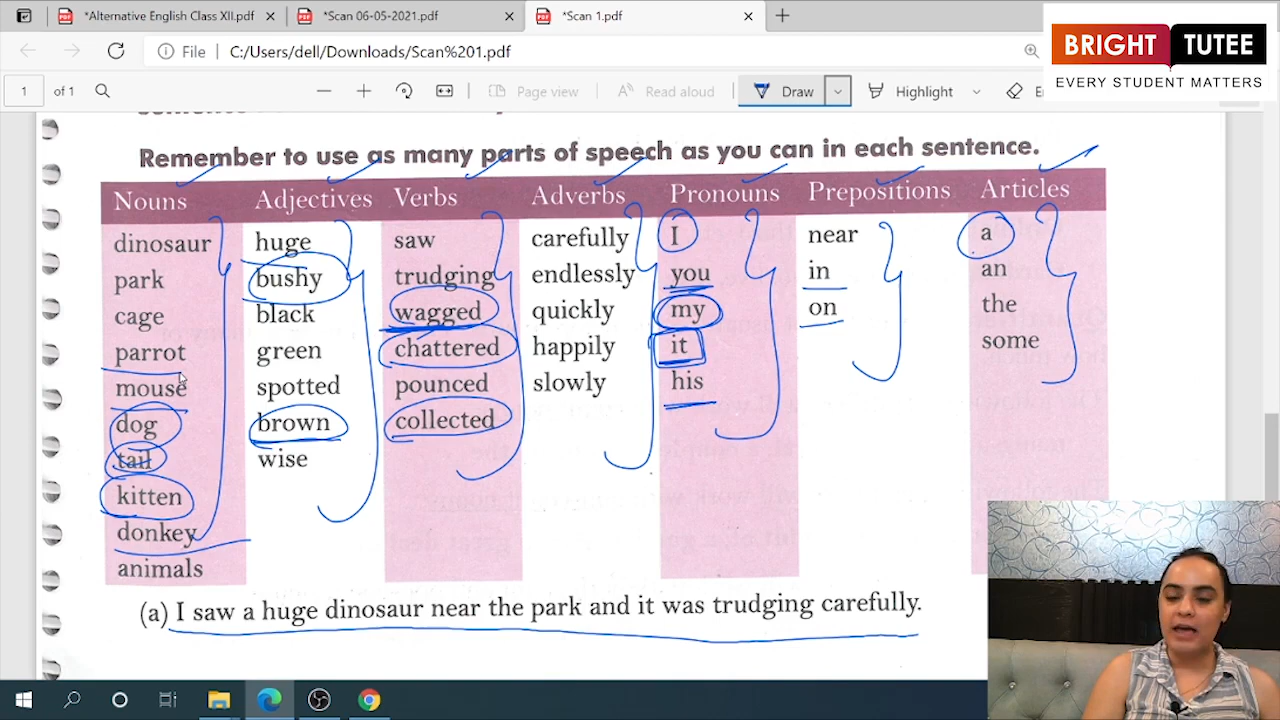 *Alternative English Class XII.pdf
*Scan 06-05-2021.pdf
*Scan 1.pdf
File C:/Users/dell/Downloads/Scan%201.pdf
BRIGHT TUTEE
EVERY STUDENT MATTERS
1 of 1 Page view Read aloud Draw Highlight
Remember to use as many parts of speech as you can in each sentence.
Nouns Adjectives Verbs Adverbs Pronouns Prepositions Articles
dinosaur huge saw carefully I near a
park bushy trudging endlessly you in an
cage black wagged quickly my on the
parrot green chattered happily it some
mouse spotted pounced slowly his
dog brown collected
tail wise
kitten
donkey
animals
(a) I saw a huge dinosaur near the park and it was trudging carefully.